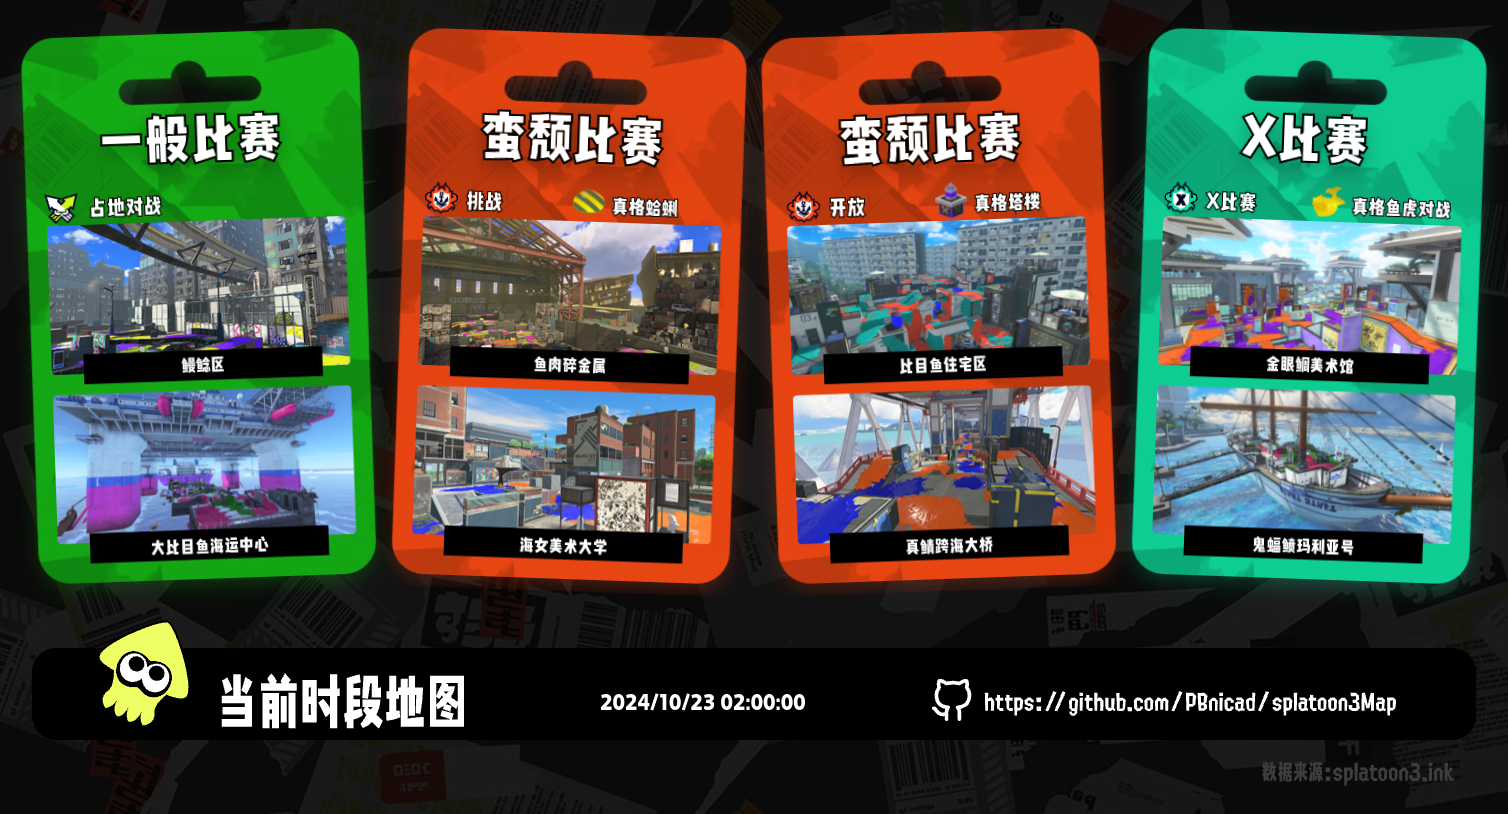 一般比赛
占地对战
鳗鲶区
大比目鱼海运中心
蛮颓比赛
挑战
真格蛤蜊
鱼肉碎金属
海女美术大学
蛮颓比赛
开放
真格塔楼
比目鱼住宅区
真鲭跨海大桥
X比赛
X比赛
真格鱼虎对战
金眼鲷美术馆
鬼蝠鲼玛利亚号
当前时段地图
2024/10/23 02:00:00
https://github.com/PBnicad/splatoon3Map
数据来源:splatoon3.ink